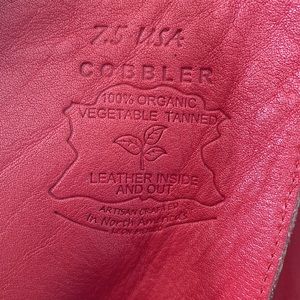 7.5 USA
COBBLER
100% ORGANIC
VEGETABLE TANNED
LEATHER INSIDE
AND OUT
ARTISAN CRAFTED
In North America